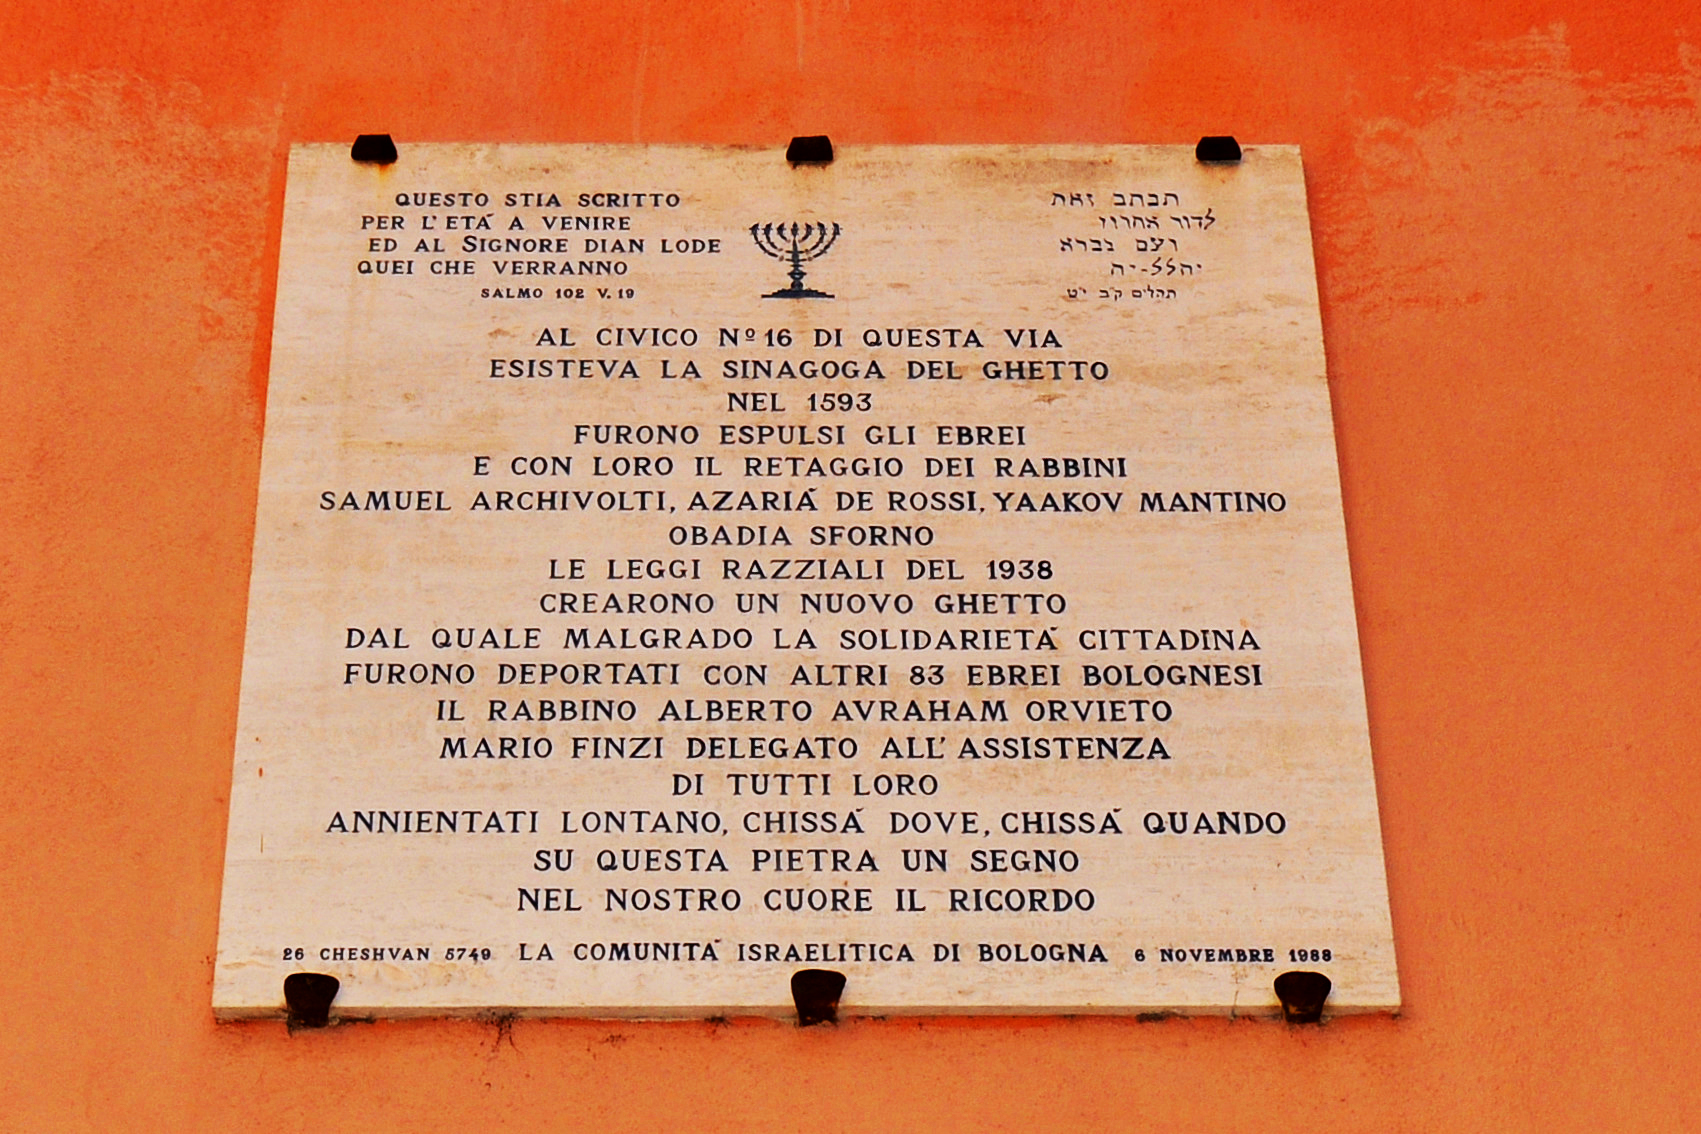 QUESTO STIA SCRITTO
PER L'ETÁ A VENIRE
ED AL SIGNORE DIAN LODE
QUEI CHE VERRANNO
SALMO 102 V. 19
תכתב זאת
לדור אחרון
ועם נברא
יהלל-יה
תהלים ק"ב י"ט
AL CIVICO Nº 16 DI QUESTA VIA
ESISTEVA LA SINAGOGA DEL GHETTO
NEL 1593
FURONO ESPULSI GLI EBREI
E CON LORO IL RETAGGIO DEI RABBINI
SAMUEL ARCHIVOLTI, AZARIÁ DE ROSSI, YAAKOV MANTINO
OBADIA SFORNO
LE LEGGI RAZZIALI DEL 1938
CREARONO UN NUOVO GHETTO
DAL QUALE MALGRADO LA SOLIDARIETÁ CITTADINA
FURONO DEPORTATI CON ALTRI 83 EBREI BOLOGNESI
IL RABBINO ALBERTO AVRAHAM ORVIETO
MARIO FINZI DELEGATO ALL'ASSISTENZA
DI TUTTI LORO
ANNIENTATI LONTANO, CHISSÁ DOVE, CHISSÁ QUANDO
SU QUESTA PIETRA UN SEGNO
NEL NOSTRO CUORE IL RICORDO
26 CHESHVAN 5749 LA COMUNITÁ ISRAELITICA DI BOLOGNA 6 NOVEMBRE 1988